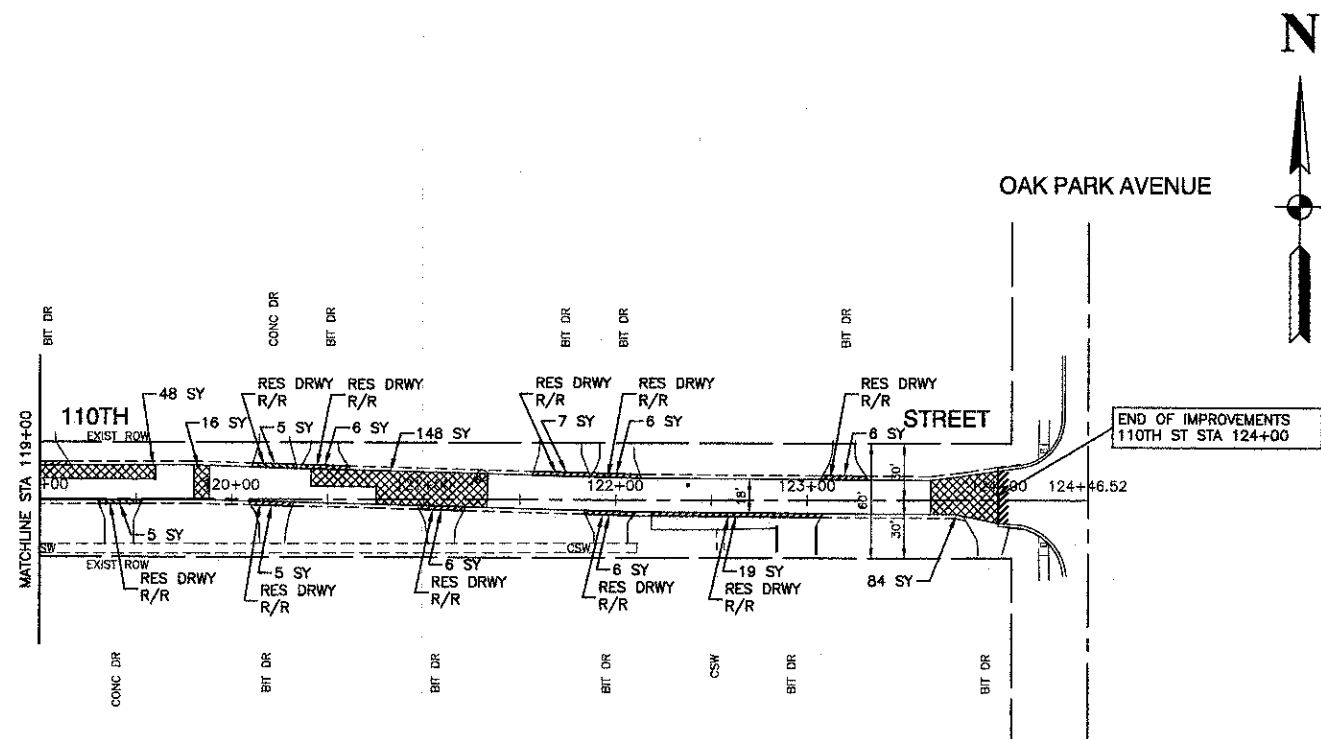 N
OAK PARK AVENUE
BIT DR
CONC DR
BIT DR
BIT DR
BIT DR
BIT DR
RES DRWY
R/R
RES DRWY
R/R
RES DRWY
R/R
RES DRWY
R/R
RES DRWY
R/R
48 SY
16 SY
5 SY
6 SY
148 SY
7 SY
6 SY
6 SY
110TH
STREET
EXIST ROW
END OF IMPROVEMENTS
110TH ST STA 124+00
MATCHLINE STA 119+00
+00
120+00
122+00
123+00
124+46.52
18'
60'
30'
30'
5 SY
RES DRWY
R/R
5 SY
RES DRWY
R/R
6 SY
RES DRWY
R/R
6 SY
RES DRWY
R/R
19 SY
RES DRWY
R/R
84 SY
SW
CSW
EXIST ROW
CONC DR
BIT DR
BIT DR
BIT DR
CSW
BIT DR
BIT DR